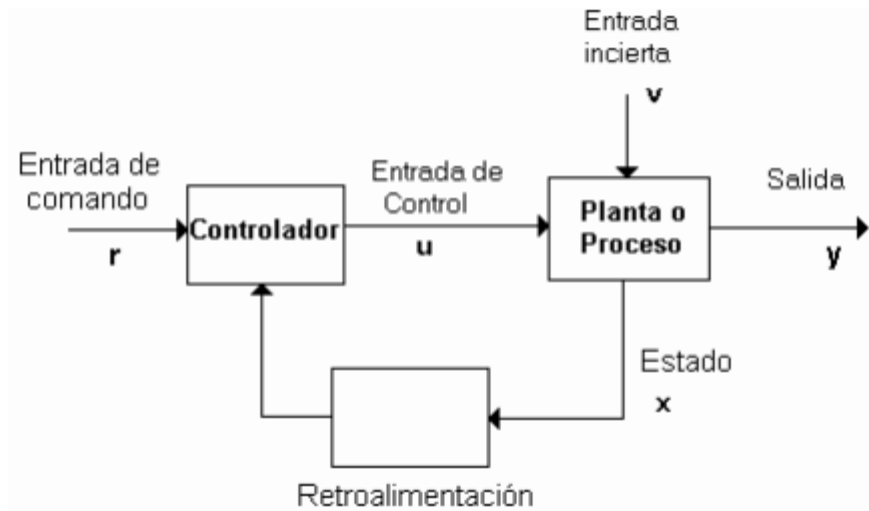 Entrada
incierta
v
Entrada de
comando
r
Controlador
Entrada de
Control
u
Planta o
Proceso
Salida
y
Estado
x
Retroalimentación